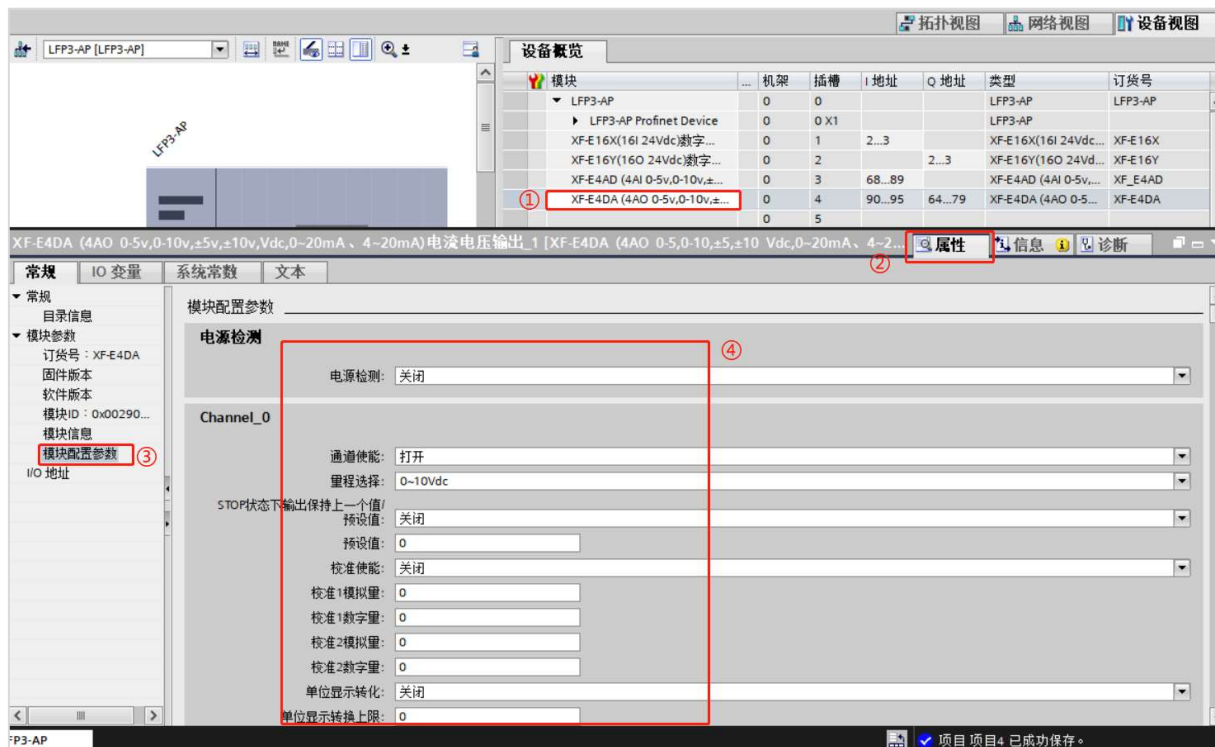 拓扑视图 网络视图 设备视图
LFP3-AP [LFP3-AP] 设备概览
模块 ... 机架 插槽 I 地址 Q 地址 类型 订货号
LFP3-AP 0 0 LFP3-AP LFP3-AP
LFP3-AP Profinet Device 0 0 X1 LFP3-AP
XF-E16X(16I 24Vdc)数字... 0 1 2...3 XF-E16X(16I 24Vdc... XF-E16X
XF-E16Y(16O 24Vdc)数字... 0 2 2...3 XF-E16Y(16O 24Vd... XF-E16Y
XF-E4AD (4AI 0-5v,0-10v,±... 0 3 68...89 XF-E4AD (4AI 0-5v,... XF_E4AD
① XF-E4DA (4AO 0-5v,0-10v,±... 0 4 90...95 64...79 XF-E4DA (4AO 0-5... XF-E4DA
0 5
LFP3-AP
XF-E4DA (4AO 0-5v,0-10v,±5v,±10v,Vdc,0~20mA、4~20mA)电流电压输出_1 [XF-E4DA (4AO 0-5,0-10,±5,±10 Vdc,0~20mA、4~2... 属性 信息 诊断
②
常规 IO 变量 系统常数 文本
常规
目录信息
模块参数
订货号：XF-E4DA
固件版本
软件版本
模块ID：0x00290...
模块信息
模块配置参数 ③
I/O 地址
模块配置参数
电源检测
④
电源检测: 关闭
Channel_0
通道使能: 打开
量程选择: 0~10Vdc
STOP状态下输出保持上一个值/
预设值: 关闭
预设值: 0
校准使能: 关闭
校准1模拟量: 0
校准1数字量: 0
校准2模拟量: 0
校准2数字量: 0
单位显示转化: 关闭
单位显示转换上限: 0
FP3-AP 项目 项目4 已成功保存。